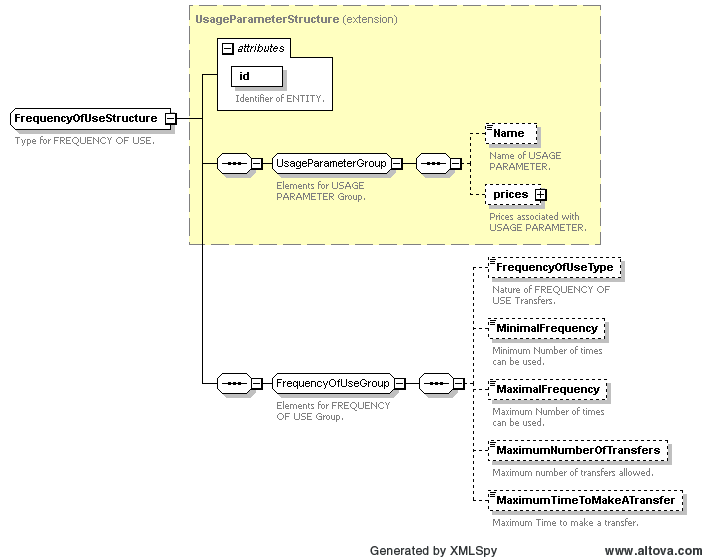 UsageParameterStructure (extension)
attributes
id
Identifier of ENTITY.
FrequencyOfUseStructure
Type for FREQUENCY OF USE.
UsageParameterGroup
Elements for USAGE
PARAMETER Group.
Name
Name of USAGE
PARAMETER.
prices
Prices associated with
USAGE PARAMETER.
FrequencyOfUseGroup
Elements for FREQUENCY
OF USE Group.
FrequencyOfUseType
Nature of FREQUENCY OF
USE Transfers.
MinimalFrequency
Minimum Number of times
can be used.
MaximalFrequency
Maximum Number of times
can be used.
MaximumNumberOfTransfers
Maximum number of transfers allowed.
MaximumTimeToMakeATransfer
Maximum Time to make a transfer.
Generated by XMLSpy
www.altova.com